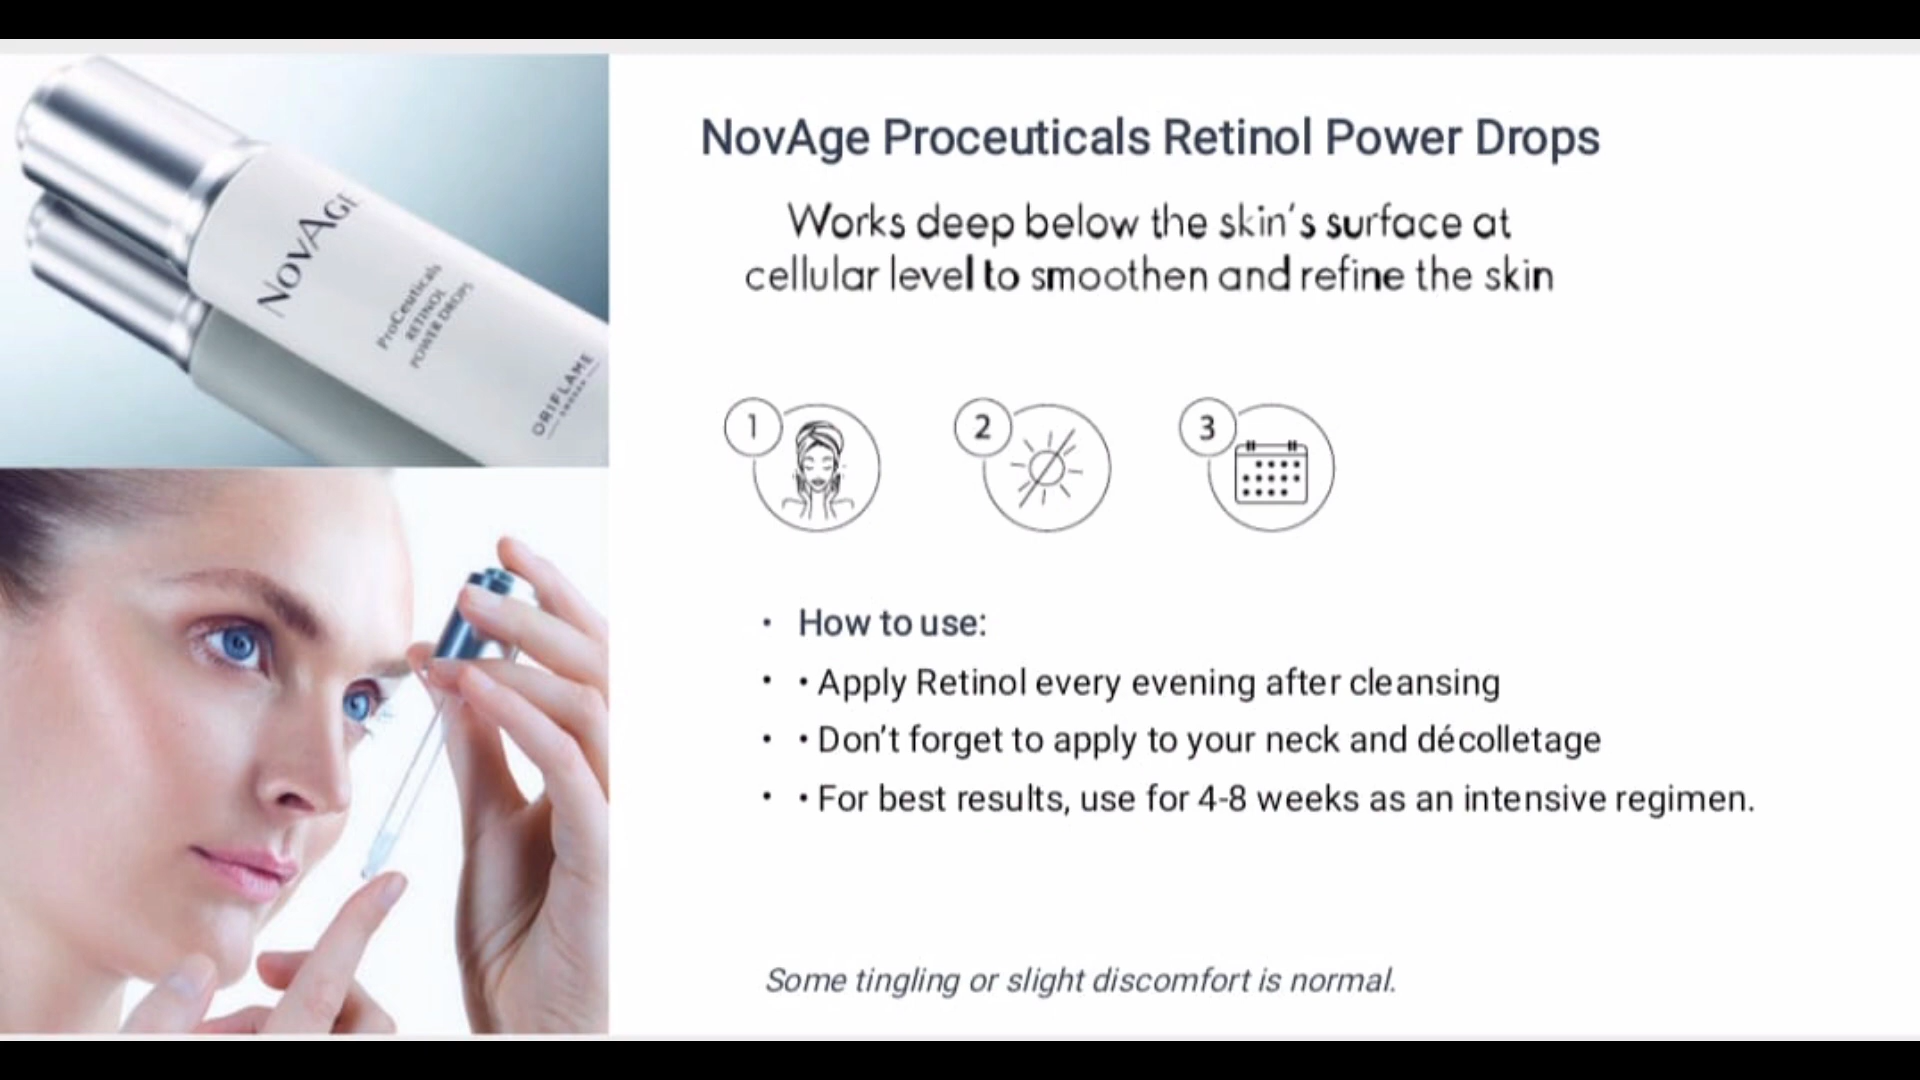 NOVAGE
ProCeuticals
RETINOL
POWER DROPS
ORIFLAME
SWEDEN
NovAge Proceuticals Retinol Power Drops
Works deep below the skin's surface at
cellular level to smoothen and refine the skin
1
2
3
• How to use:
• • Apply Retinol every evening after cleansing
• • Don't forget to apply to your neck and décolletage
• • For best results, use for 4-8 weeks as an intensive regimen.
Some tingling or slight discomfort is normal.